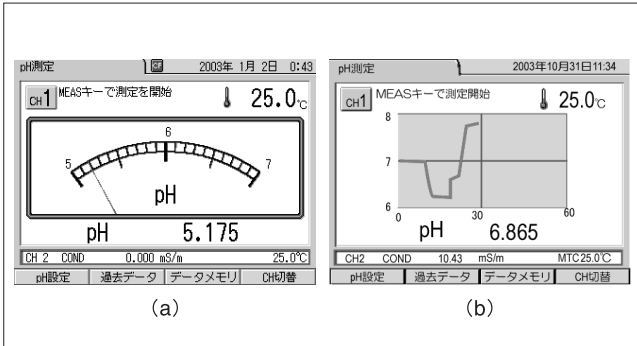 pH測定 CF 2003年 1月 2日 0:43
CH1 MEASキーで測定を開始 25.0℃
5 6 7
pH
pH 5.175
CH 2 COND 0.000 mS/m 25.0℃
pH設定 過去データ データメモリ CH切替
(a)
pH測定 2003年10月31日11:34
CH1 MEASキーで測定開始 25.0℃
8
7
6
0 30 60
pH 6.865
CH2 COND 10.43 mS/m MTC25.0℃
pH設定 過去データ データメモリ CH切替
(b)